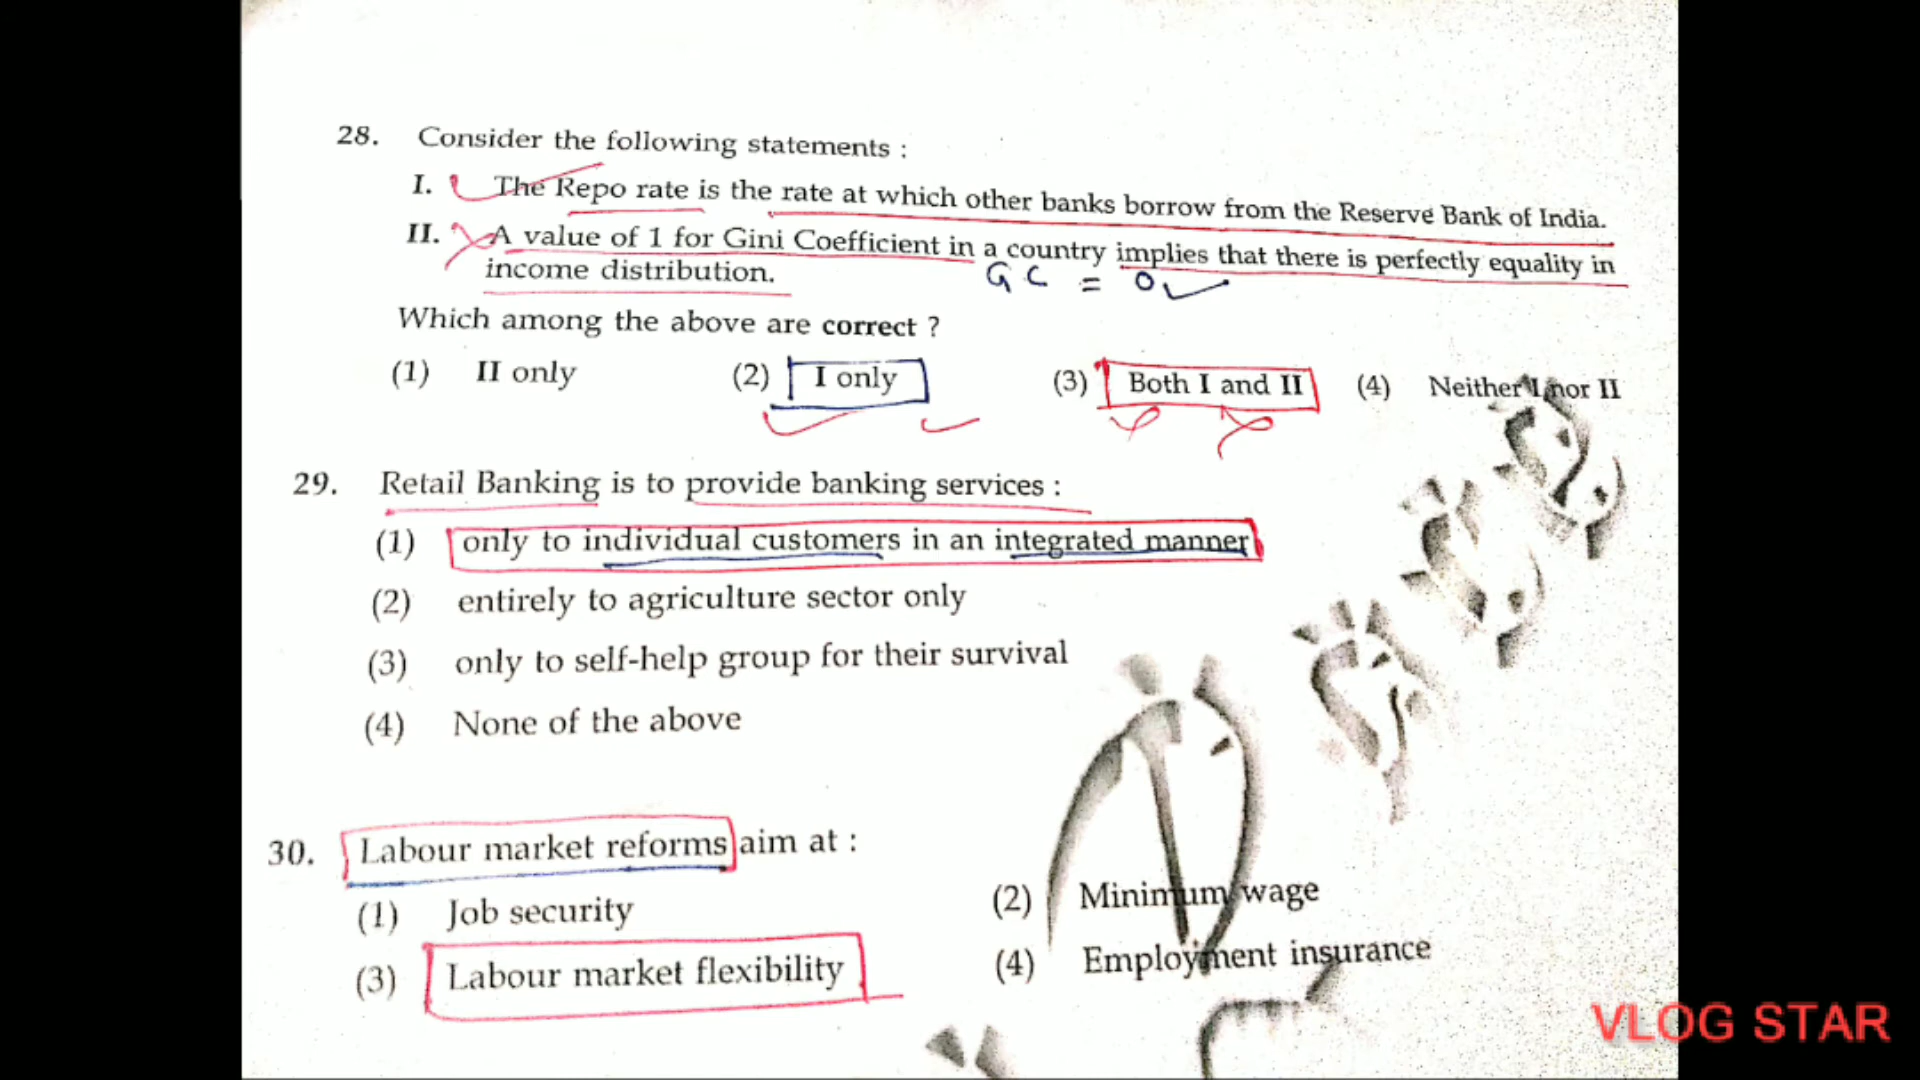 28. Consider the following statements :
I. The Repo rate is the rate at which other banks borrow from the Reserve Bank of India.
II. A value of 1 for Gini Coefficient in a country implies that there is perfectly equality in
income distribution.
GC = 0
Which among the above are correct ?
(1) II only (2) I only (3) Both I and II (4) Neither I nor II
29. Retail Banking is to provide banking services :
(1) only to individual customers in an integrated manner
(2) entirely to agriculture sector only
(3) only to self-help group for their survival
(4) None of the above
30. Labour market reforms aim at :
(1) Job security (2) Minimum wage
(3) Labour market flexibility (4) Employment insurance
VLOG STAR